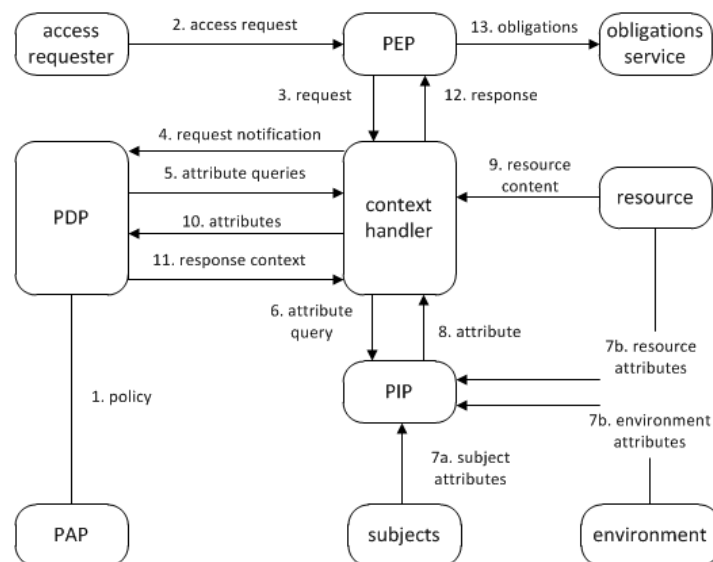 access
requester
2. access request
PEP
13. obligations
obligations
service
3. request
12. response
4. request notification
5. attribute queries
PDP
10. attributes
11. response context
context
handler
9. resource
content
resource
6. attribute
query
8. attribute
7b. resource
attributes
1. policy
PIP
7b. environment
attributes
7a. subject
attributes
PAP
subjects
environment